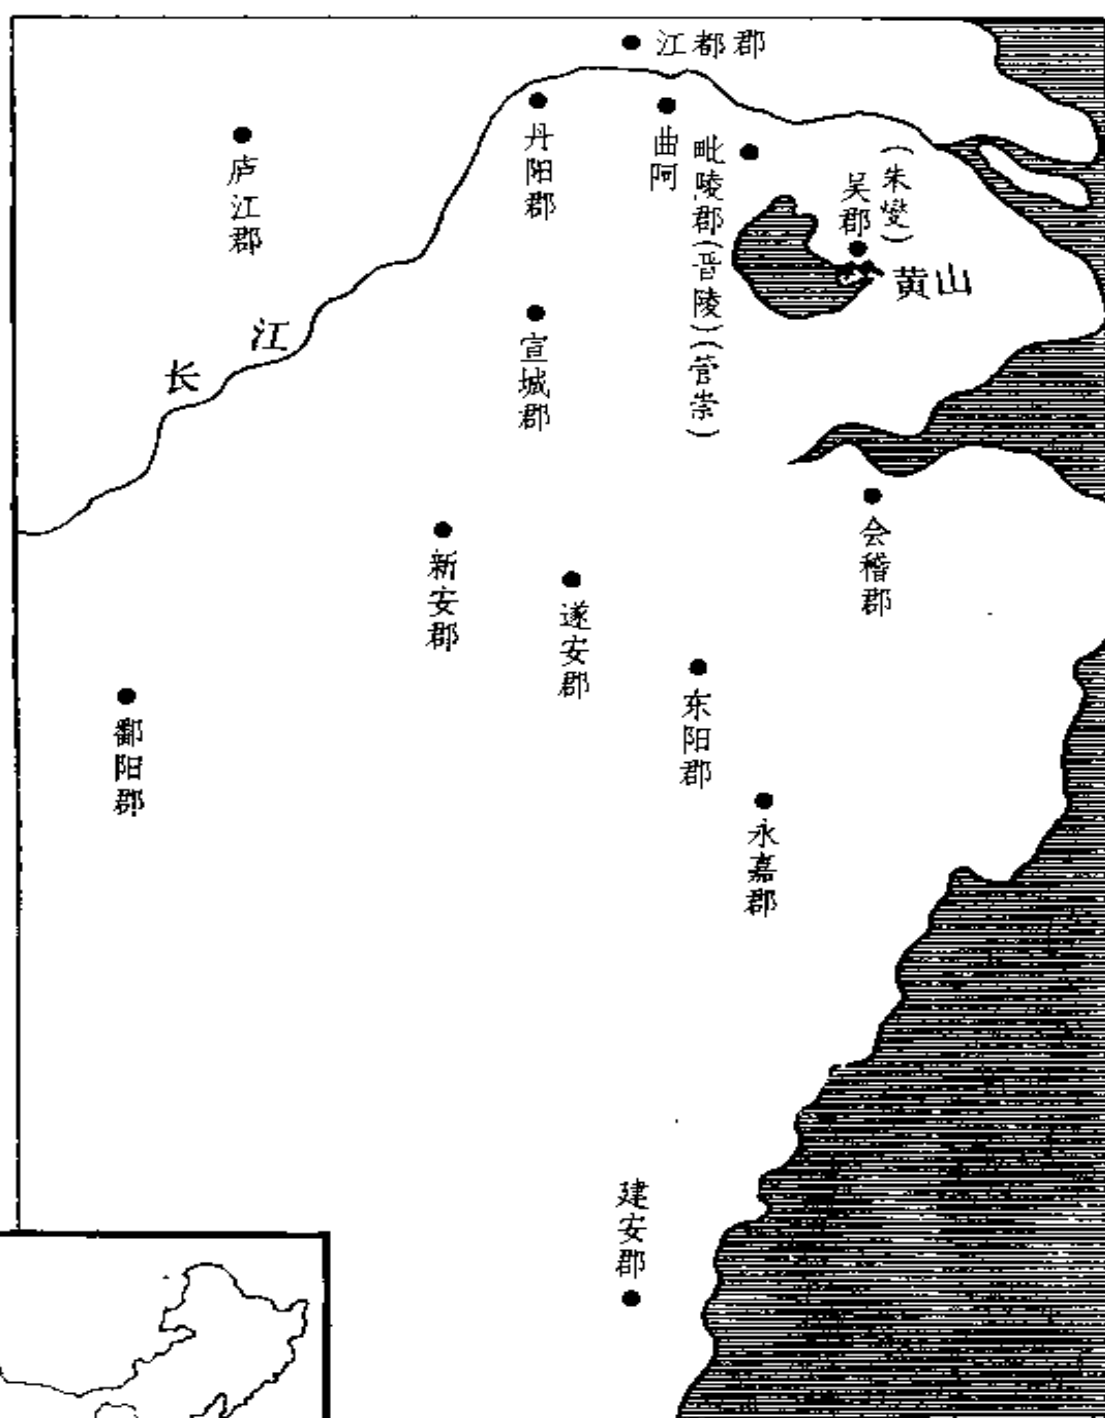 江都郡
丹阳郡
曲阿
毗陵郡(晋陵)(管崇)
吴郡
(朱燮)
黄山
庐江郡
长江
宣城郡
会稽郡
新安郡
遂安郡
东阳郡
鄱阳郡
永嘉郡
建安郡